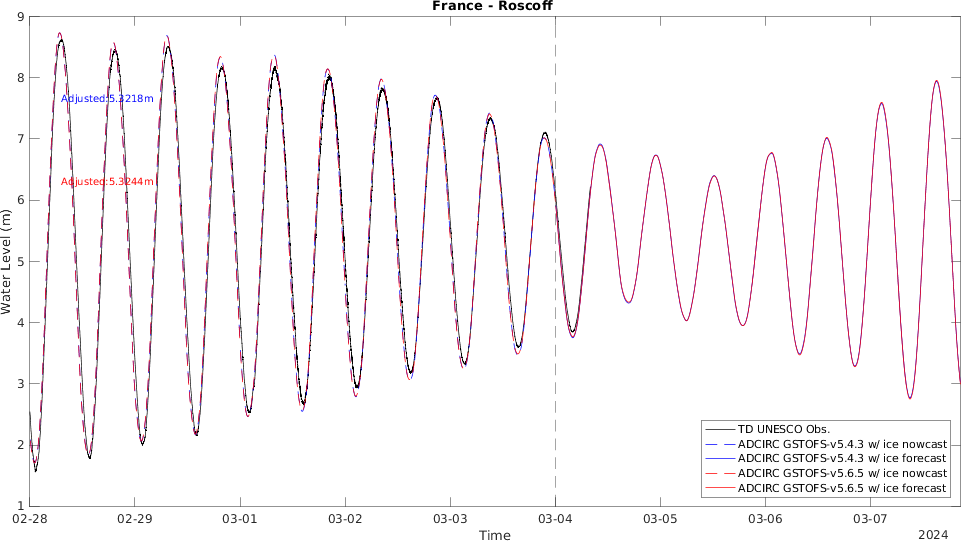 France - Roscoff
9
8
7
6
5
4
3
2
1
Water Level (m)
Adjusted:5.3218m
Adjusted:5.3244m
TD UNESCO Obs.
ADCIRC GSTOFS-v5.4.3 w/ ice nowcast
ADCIRC GSTOFS-v5.4.3 w/ ice forecast
ADCIRC GSTOFS-v5.6.5 w/ ice nowcast
ADCIRC GSTOFS-v5.6.5 w/ ice forecast
02-28 02-29 03-01 03-02 03-03 03-04 03-05 03-06 03-07
Time
2024